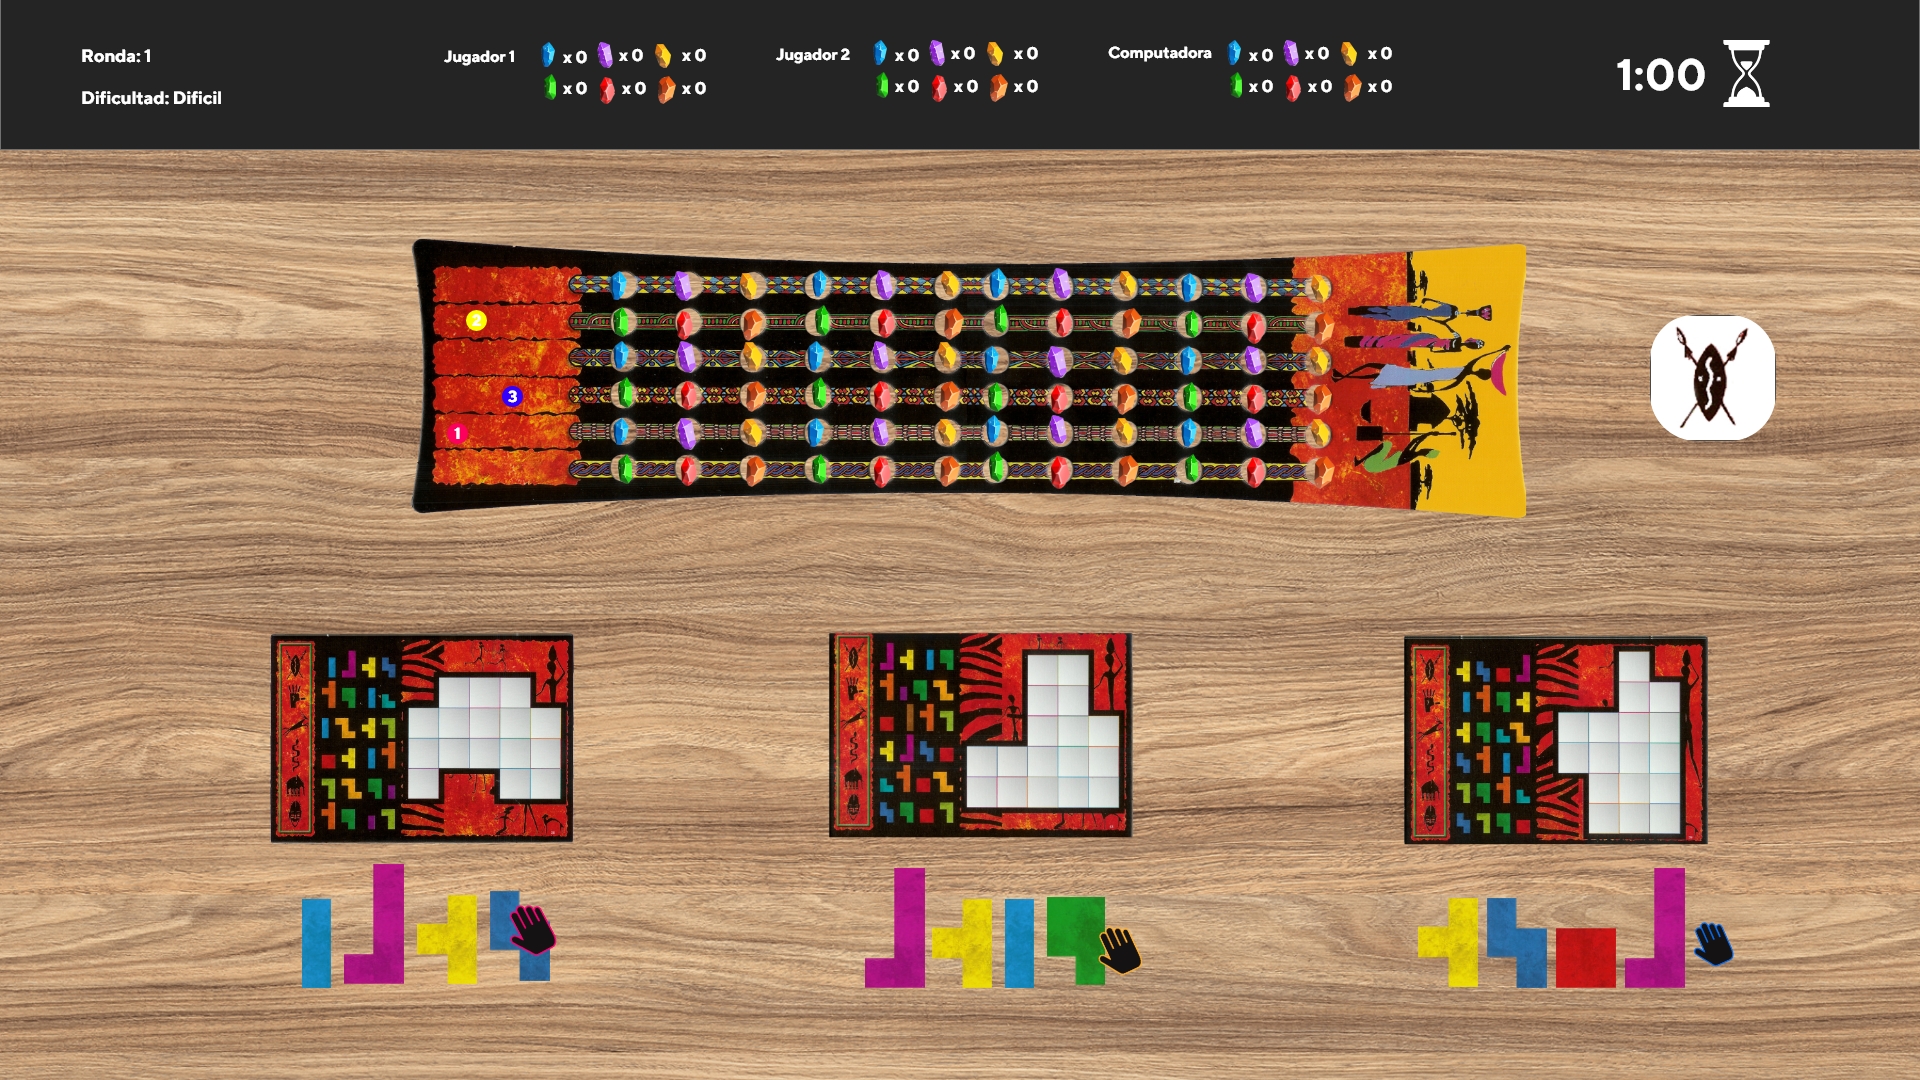 Ronda: 1
Dificultad: Dificil
Jugador 1 x 0 x 0 x 0
x 0 x 0 x 0
Jugador 2 x 0 x 0 x 0
x 0 x 0 x 0
Computadora x 0 x 0 x 0
x 0 x 0 x 0
1:00
2
3
1